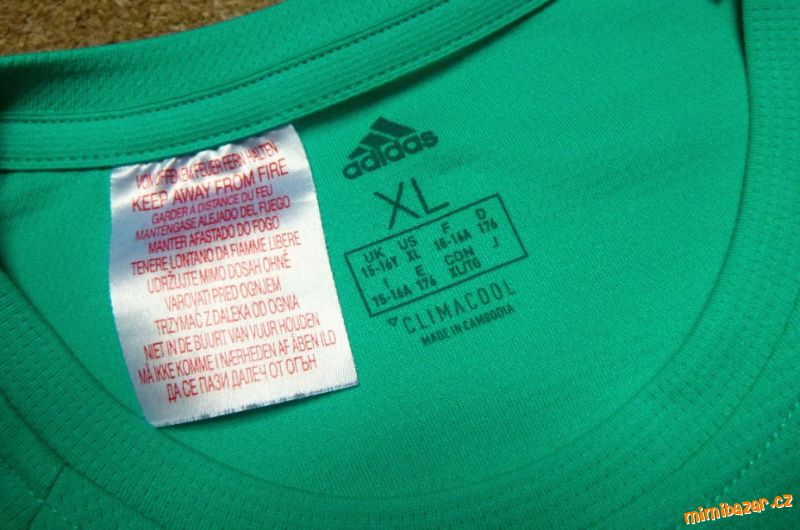 VON OFFENEM FEUER FERN HALTEN
KEEP AWAY FROM FIRE
GARDER À DISTANCE DU FEU
MANTÉNGASE ALEJADO DEL FUEGO
MANTER AFASTADO DO FOGO
TENERE LONTANO DA FIAMME LIBERE
UDRŽUJTE MIMO DOSAH OHNĚ
VAROVATI PRED OGNJEM
TRZYMAĆ Z DALEKA OD OGNIA
NIET IN DE BUURT VAN VUUR HOUDEN
MÅ IKKE KOMME I NÆRHEDEN AF ÅBEN ILD
ДА СЕ ПАЗИ ДАЛЕЧ ОТ ОГЪН
adidas
XL
UK US F D
15-16Y XL 15-16A 176
I E CDN J
15-16A 176 XL/TG
CLIMACOOL
MADE IN CAMBODIA
mimibazar.cz